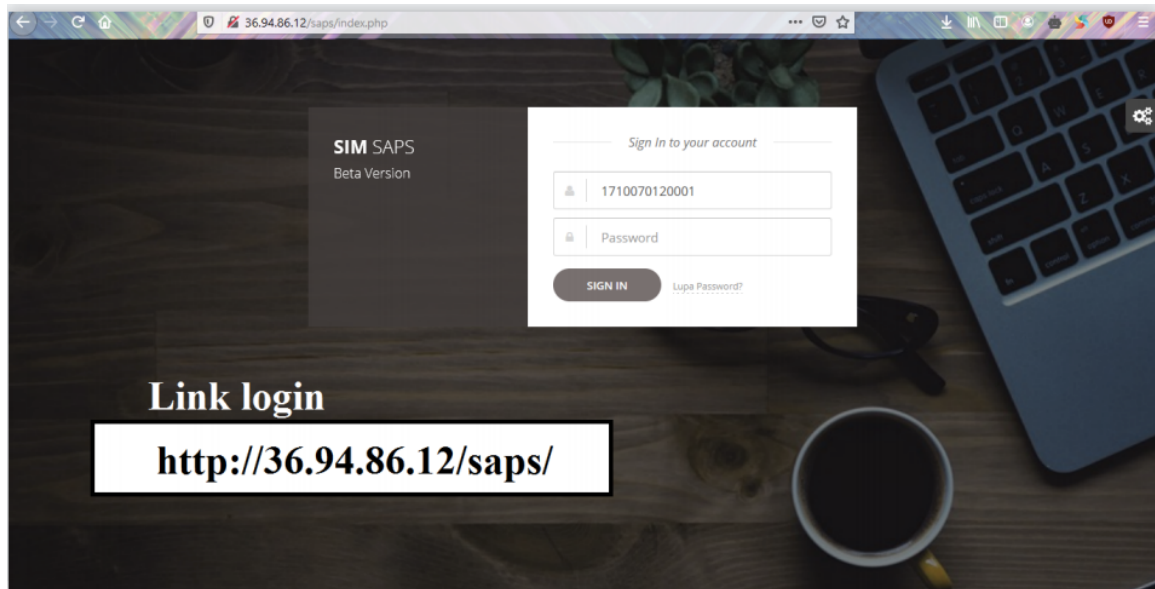 36.94.86.12/saps/index.php
SIM SAPS
Beta Version
Sign In to your account
1710070120001
Password
SIGN IN
Lupa Password?
Link login
http://36.94.86.12/saps/